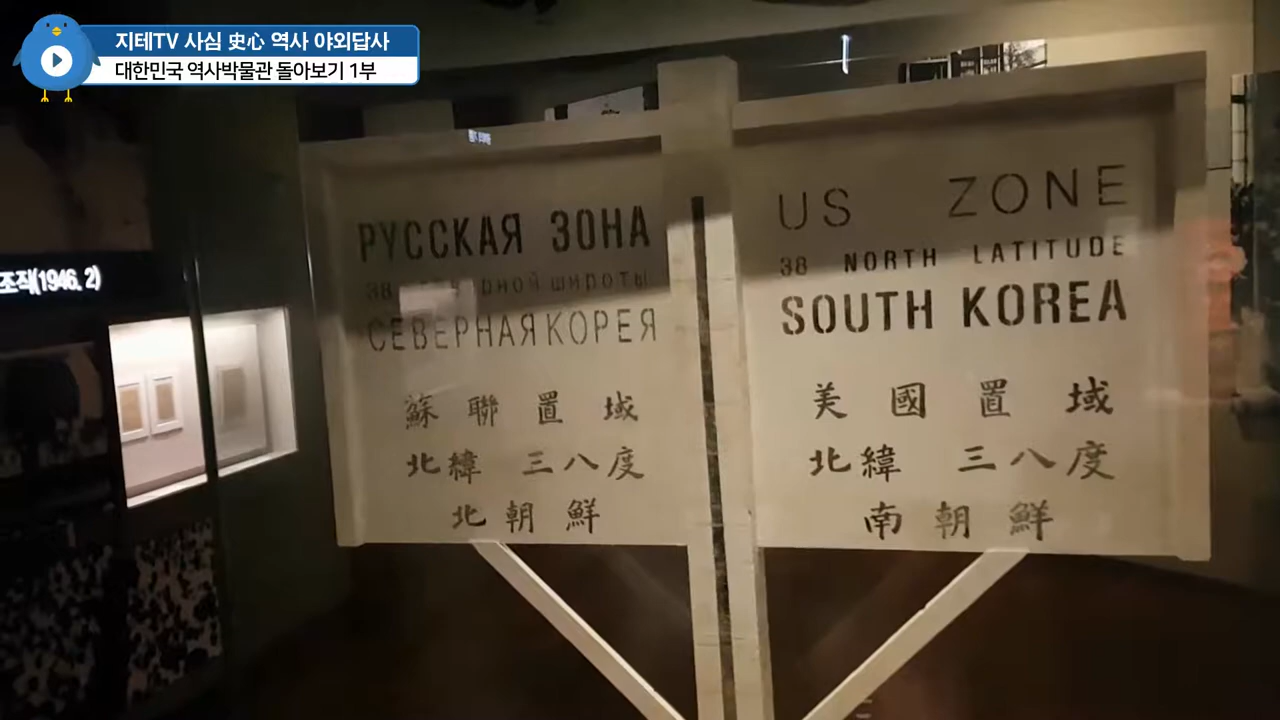 지테TV 사심 史心 역사 야외답사
대한민국 역사박물관 돌아보기 1부
조직(1946. 2)
РУССКАЯ ЗОНА
38 широты
СЕВЕРНАЯ КОРЕЯ
蘇聯置域
北緯 三八度
北朝鮮
US ZONE
38 NORTH LATITUDE
SOUTH KOREA
美國置域
北緯 三八度
南朝鮮